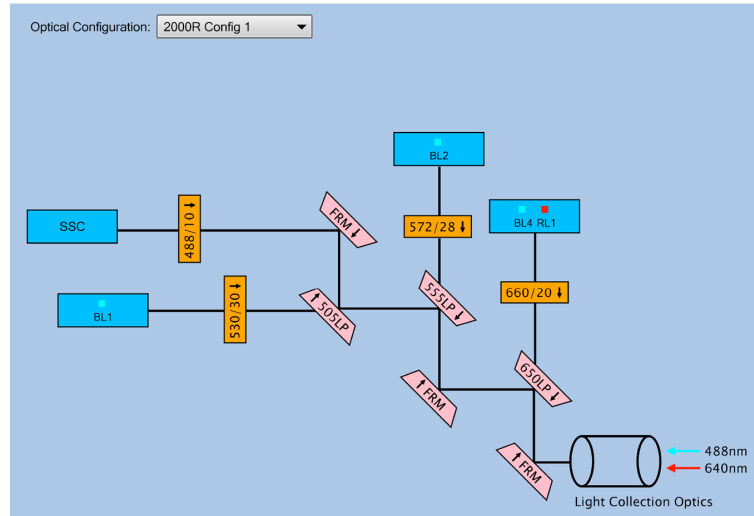 Optical Configuration: 2000R Config 1
BL2
SSC
488/10 ↓
FRM ↓
572/28 ↓
BL4 RL1
BL1
530/30 ↓
↑ 505LP
555LP ↓
660/20 ↓
↑ FRM
650LP ↓
↑ FRM
488nm
640nm
Light Collection Optics